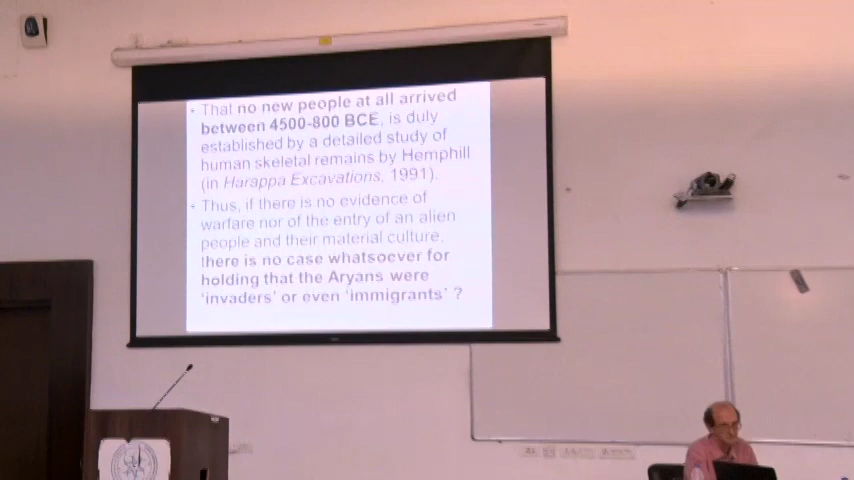 • That no new people at all arrived
between 4500-800 BCE, is duly
established by a detailed study of
human skeletal remains by Hemphill
(in Harappa Excavations, 1991).
• Thus, if there is no evidence of
warfare nor of the entry of an alien
people and their material culture,
there is no case whatsoever for
holding that the Aryans were
‘invaders’ or even ‘immigrants’ ?